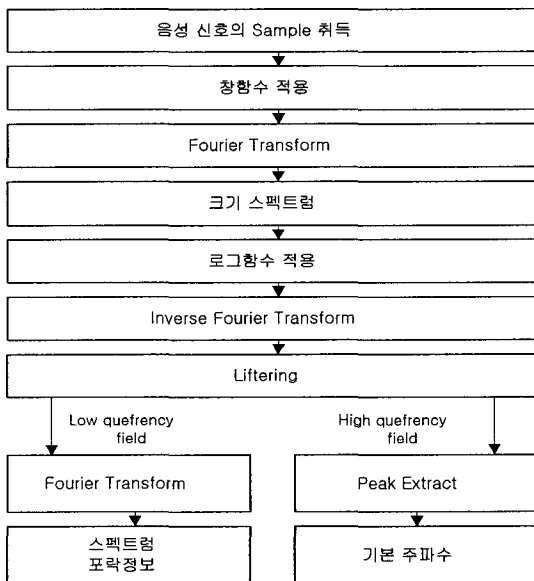 음성 신호의 Sample 취득
창함수 적용
Fourier Transform
크기 스펙트럼
로그함수 적용
Inverse Fourier Transform
Liftering
Low quefrency
field
High quefrency
field
Fourier Transform
Peak Extract
스펙트럼
포락정보
기본 주파수